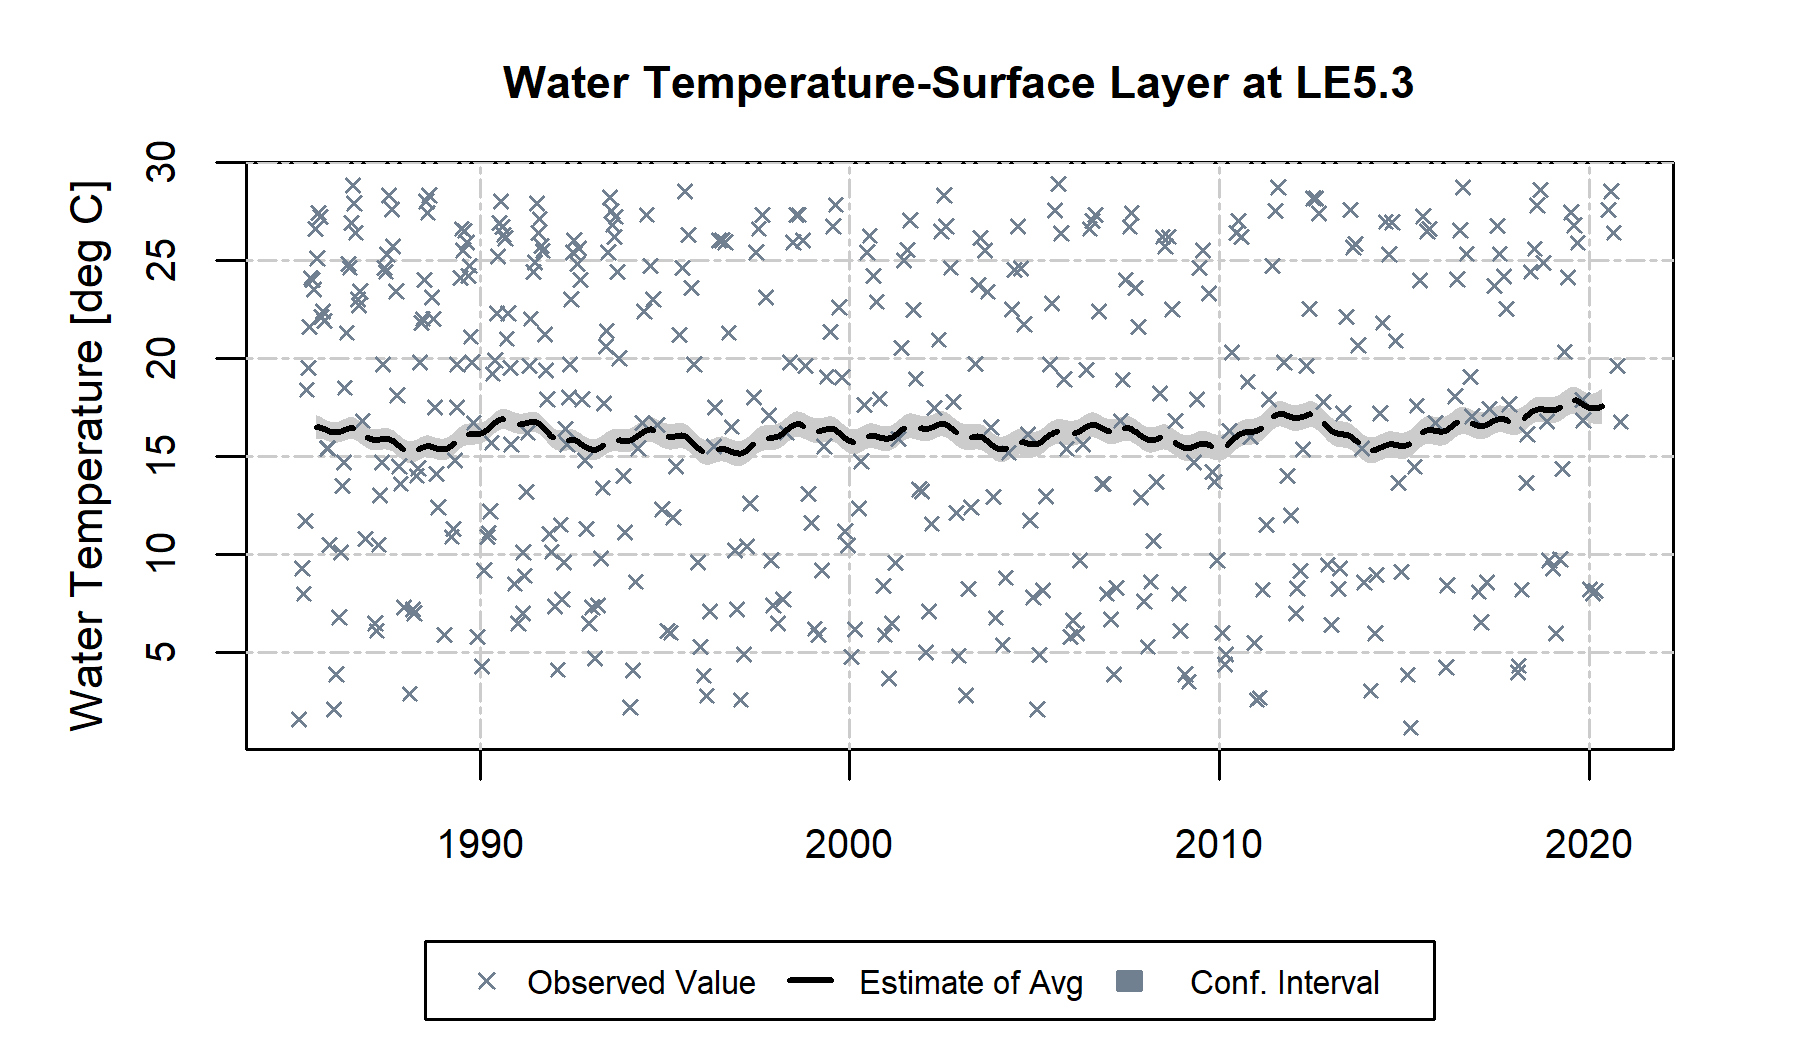 Water Temperature-Surface Layer at LE5.3
Water Temperature [deg C]
30
25
20
15
10
5
1990 2000 2010 2020
Observed Value Estimate of Avg Conf. Interval